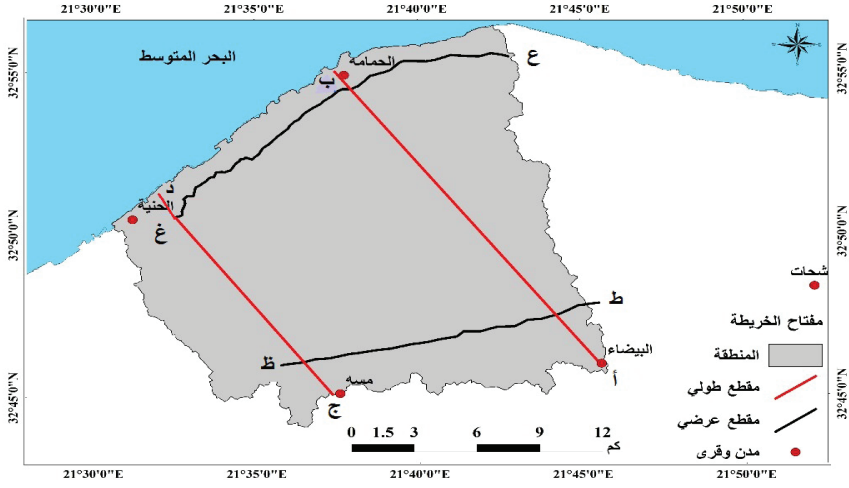 21°30'0"E 21°35'0"E 21°40'0"E 21°45'0"E 21°50'0"E
32°55'0"N
32°55'0"N
البحر المتوسط
الحمامه
ع
ب
د
الحنية
غ
32°50'0"N
32°50'0"N
شحات
ط
مفتاح الخريطة
البيضاء
المنطقة
أ
ظ
مسه
ج
مقطع طولي
مقطع عرضي
مدن وقرى
32°45'0"N
32°45'0"N
0 1.5 3 6 9 12
كم
21°30'0"E 21°35'0"E 21°40'0"E 21°45'0"E 21°50'0"E